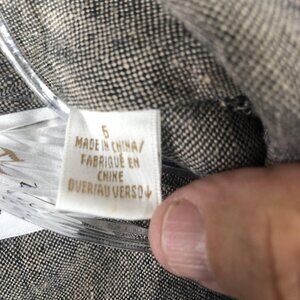 5
MADE IN CHINA/
FABRIQUÉ EN
CHINE
OVER/AU VERSO↓